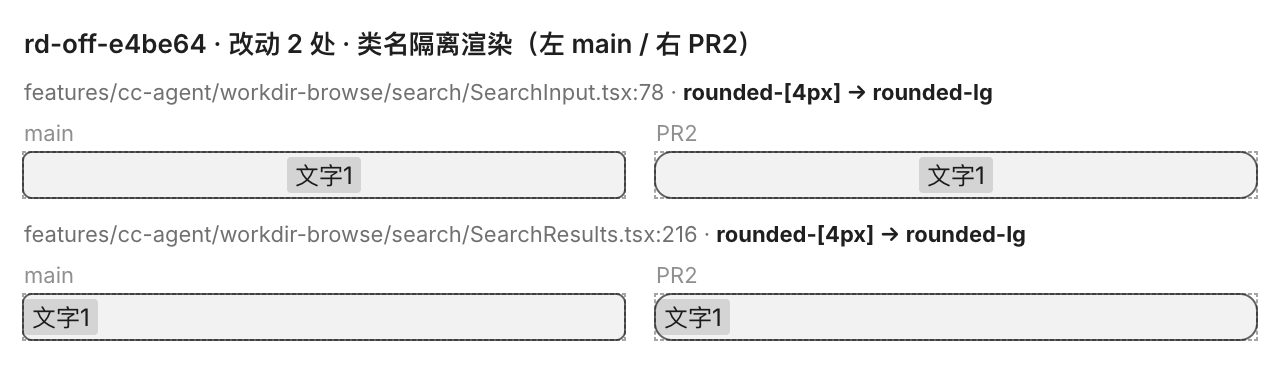 rd-off-e4be64 · 改动 2 处 · 类名隔离渲染（左 main / 右 PR2）
features/cc-agent/workdir-browse/search/SearchInput.tsx:78 · rounded-[4px] → rounded-lg
main PR2
文字1 文字1
features/cc-agent/workdir-browse/search/SearchResults.tsx:216 · rounded-[4px] → rounded-lg
main PR2
文字1 文字1